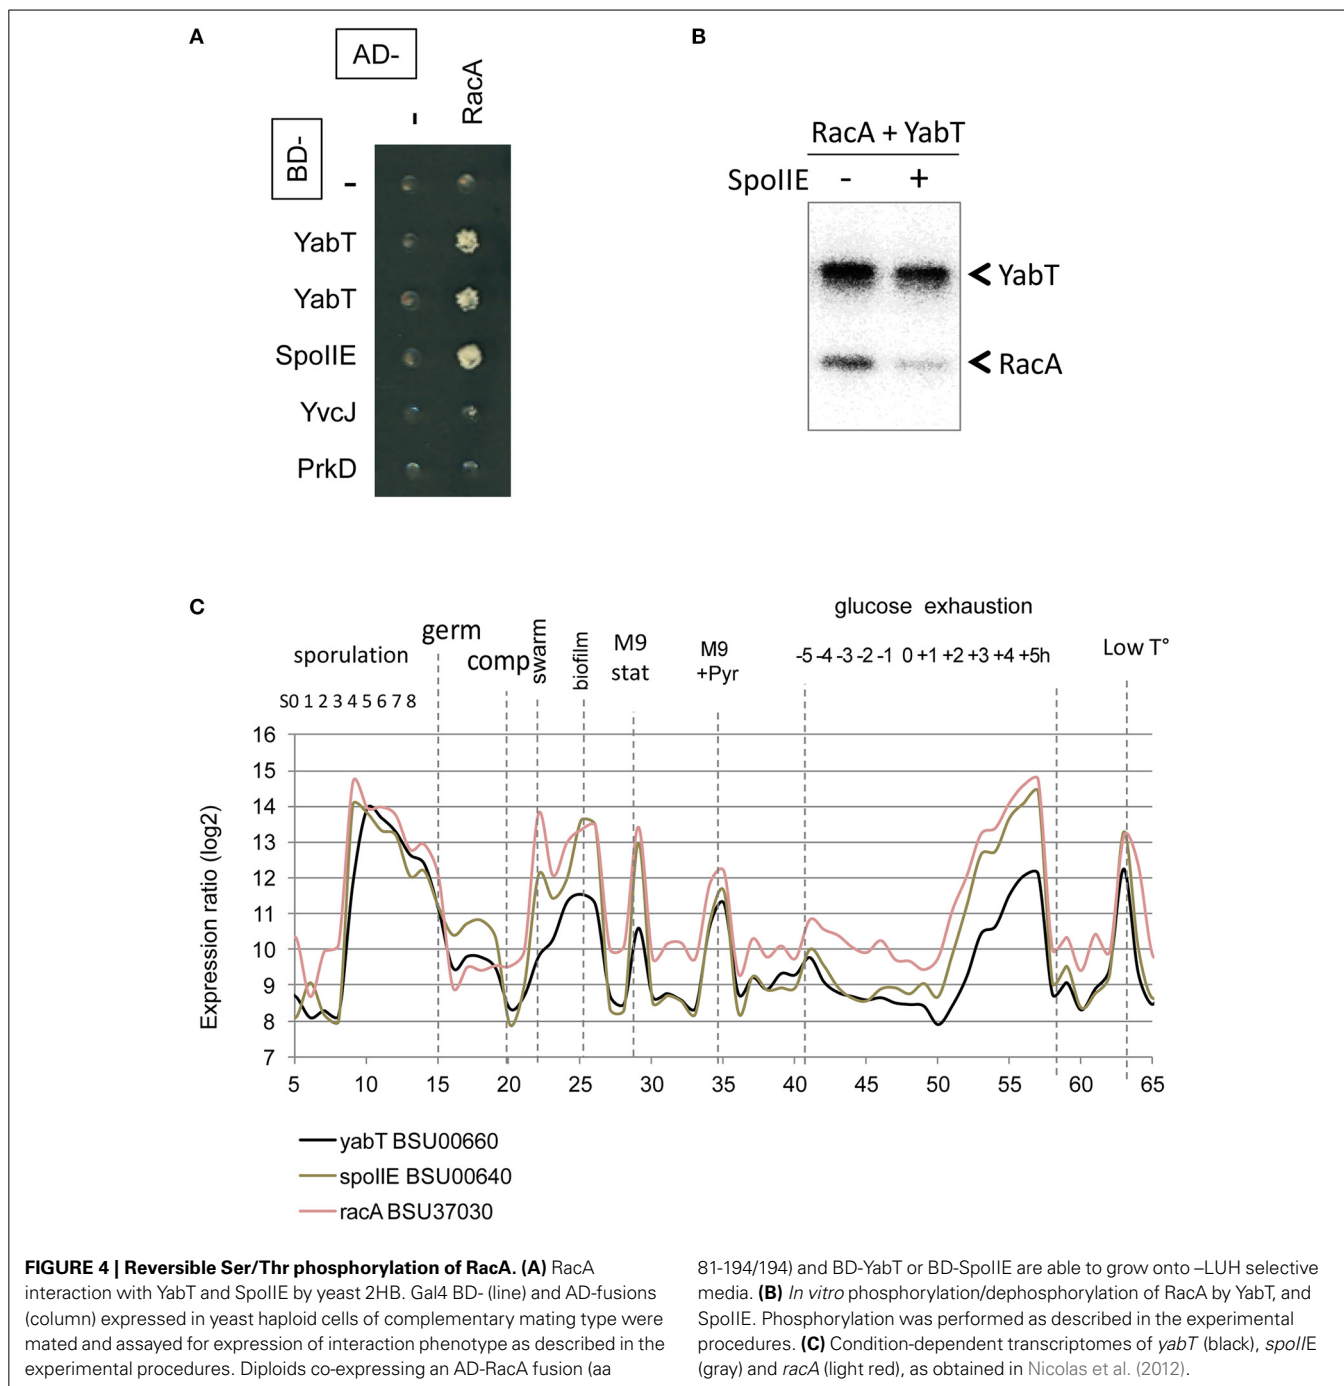 A
AD-
-
RacA
BD-
-
YabT
YabT
SpoIIE
YvcJ
PrkD
B
RacA + YabT
SpoIIE - +
YabT
RacA
C
sporulation
S0 1 2 3 4 5 6 7 8
germ
comp
swarm
biofilm
M9
stat
M9
+Pyr
glucose exhaustion
-5 -4 -3 -2 -1 0 +1 +2 +3 +4 +5h
Low T°
Expression ratio (log2)
16
15
14
13
12
11
10
9
8
7
5 10 15 20 25 30 35 40 45 50 55 60 65
yabT BSU00660
spoIIE BSU00640
racA BSU37030
FIGURE 4 | Reversible Ser/Thr phosphorylation of RacA. (A) RacA
interaction with YabT and SpoIIE by yeast 2HB. Gal4 BD- (line) and AD-fusions
(column) expressed in yeast haploid cells of complementary mating type were
mated and assayed for expression of interaction phenotype as described in the
experimental procedures. Diploids co-expressing an AD-RacA fusion (aa
81-194/194) and BD-YabT or BD-SpoIIE are able to grow onto –LUH selective
media. (B) In vitro phosphorylation/dephosphorylation of RacA by YabT, and
SpoIIE. Phosphorylation was performed as described in the experimental
procedures. (C) Condition-dependent transcriptomes of yabT (black), spoIIE
(gray) and racA (light red), as obtained in Nicolas et al. (2012).